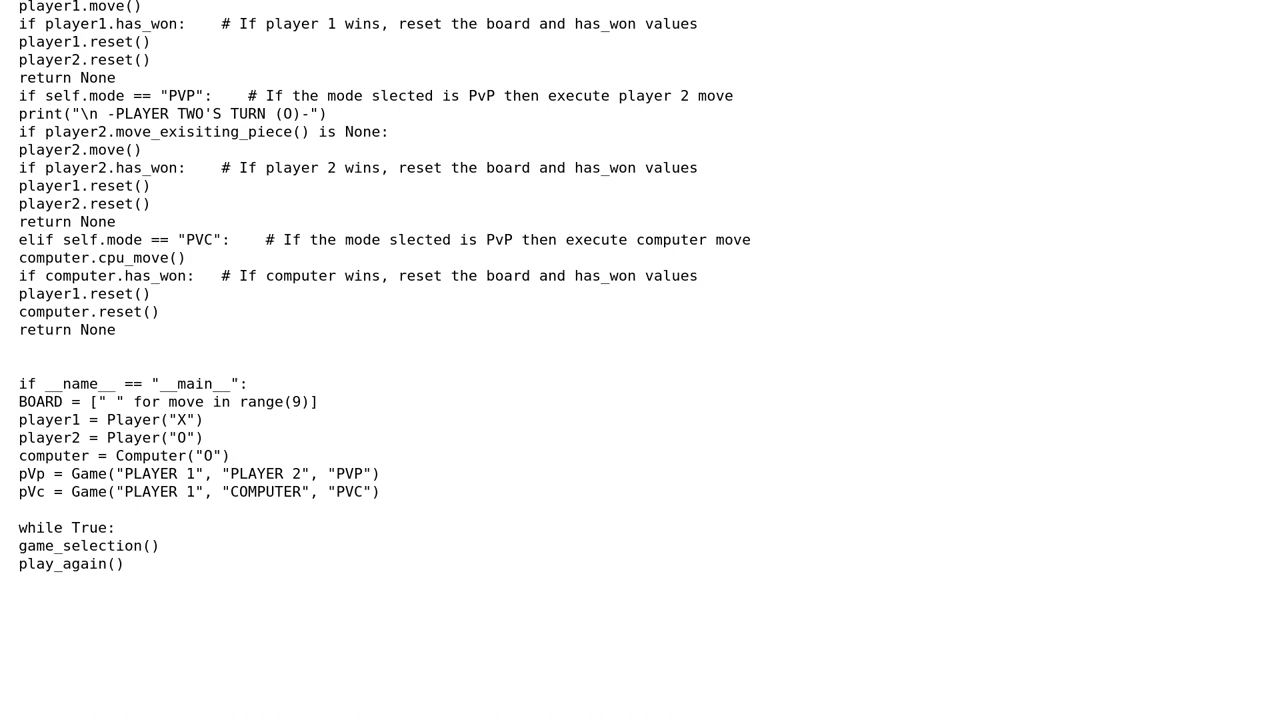 player1.move()
if player1.has_won:    # If player 1 wins, reset the board and has_won values
player1.reset()
player2.reset()
return None
if self.mode == "PVP":    # If the mode slected is PvP then execute player 2 move
print("\n -PLAYER TWO'S TURN (O)-")
if player2.move_exisiting_piece() is None:
player2.move()
if player2.has_won:    # If player 2 wins, reset the board and has_won values
player1.reset()
player2.reset()
return None
elif self.mode == "PVC":    # If the mode slected is PvP then execute computer move
computer.cpu_move()
if computer.has_won:   # If computer wins, reset the board and has_won values
player1.reset()
computer.reset()
return None
if __name__ == "__main__":
BOARD = [" " for move in range(9)]
player1 = Player("X")
player2 = Player("O")
computer = Computer("O")
pVp = Game("PLAYER 1", "PLAYER 2", "PVP")
pVc = Game("PLAYER 1", "COMPUTER", "PVC")
while True:
game_selection()
play_again()